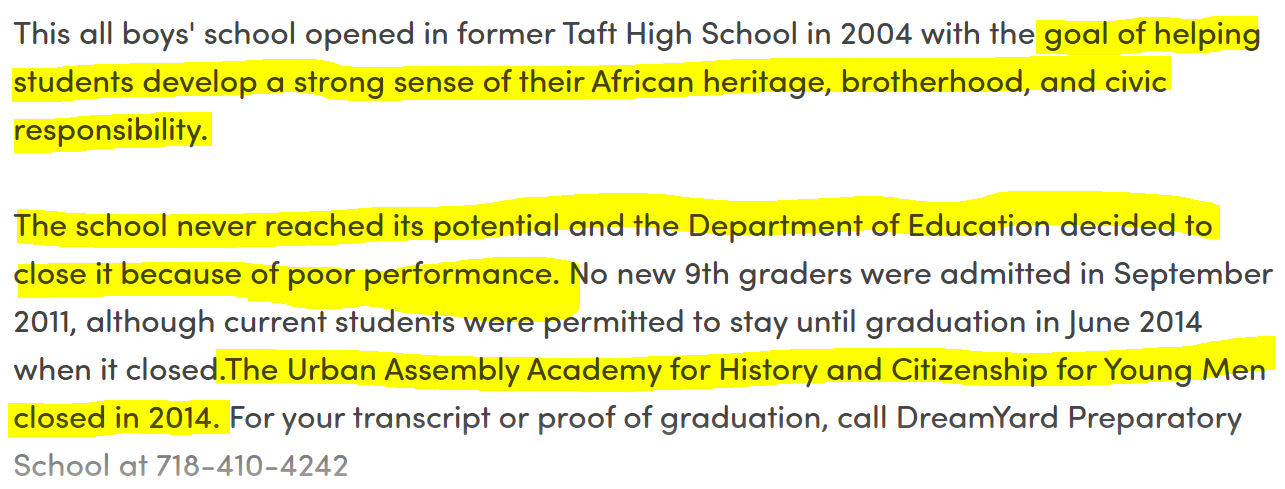 This all boys' school opened in former Taft High School in 2004 with the goal of helping
students develop a strong sense of their African heritage, brotherhood, and civic
responsibility.
The school never reached its potential and the Department of Education decided to
close it because of poor performance. No new 9th graders were admitted in September
2011, although current students were permitted to stay until graduation in June 2014
when it closed.The Urban Assembly Academy for History and Citizenship for Young Men
closed in 2014. For your transcript or proof of graduation, call DreamYard Preparatory
School at 718-410-4242